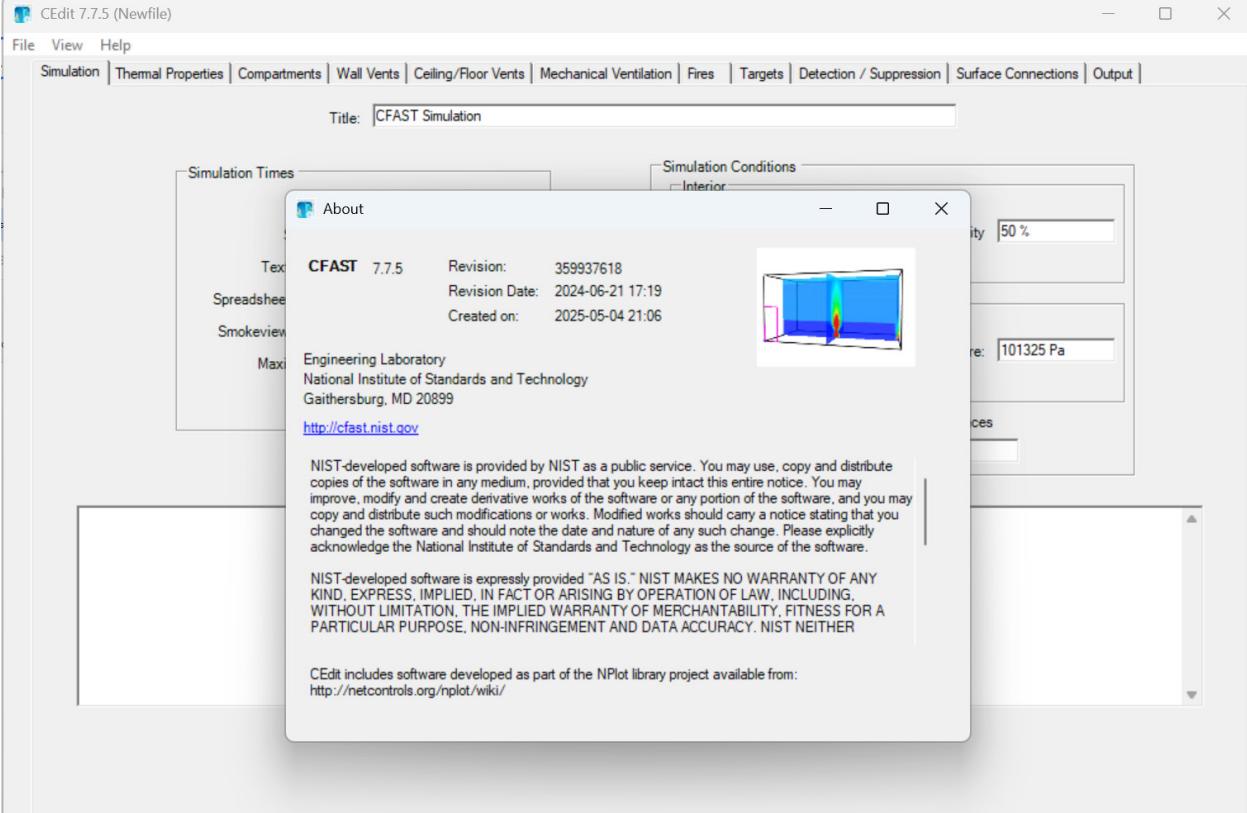 CEdit 7.7.5 (Newfile)
File View Help
Simulation Thermal Properties Compartments Wall Vents Ceiling/Floor Vents Mechanical Ventilation Fires Targets Detection / Suppression Surface Connections Output
Title: CFAST Simulation
Simulation Times
Simulation Conditions
Interior
About
50 %
CFAST 7.7.5
Revision: 359937618
Revision Date: 2024-06-21 17:19
Created on: 2025-05-04 21:06
Text
Spreadshee
Smokeview
Maxi
101325 Pa
Engineering Laboratory
National Institute of Standards and Technology
Gaithersburg, MD 20899
http://cfast.nist.gov
NIST-developed software is provided by NIST as a public service. You may use, copy and distribute
copies of the software in any medium, provided that you keep intact this entire notice. You may
improve, modify and create derivative works of the software or any portion of the software, and you may
copy and distribute such modifications or works. Modified works should carry a notice stating that you
changed the software and should note the date and nature of any such change. Please explicitly
acknowledge the National Institute of Standards and Technology as the source of the software.
NIST-developed software is expressly provided "AS IS." NIST MAKES NO WARRANTY OF ANY
KIND, EXPRESS, IMPLIED, IN FACT OR ARISING BY OPERATION OF LAW, INCLUDING,
WITHOUT LIMITATION, THE IMPLIED WARRANTY OF MERCHANTABILITY, FITNESS FOR A
PARTICULAR PURPOSE, NON-INFRINGEMENT AND DATA ACCURACY. NIST NEITHER
CEdit includes software developed as part of the NPlot library project available from:
http://netcontrols.org/nplot/wiki/